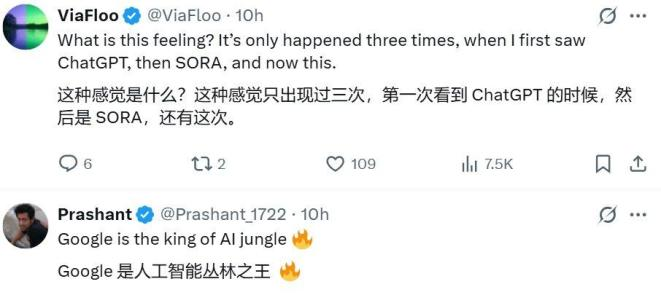 ViaFloo @ViaFloo · 10h
What is this feeling? It’s only happened three times, when I first saw
ChatGPT, then SORA, and now this.
这种感觉是什么？这种感觉只出现过三次，第一次看到 ChatGPT 的时候，然
后是 SORA，还有这次。
6 2 109 7.5K
Prashant @Prashant_1722 · 10h
Google is the king of AI jungle 🔥
Google 是人工智能丛林之王 🔥